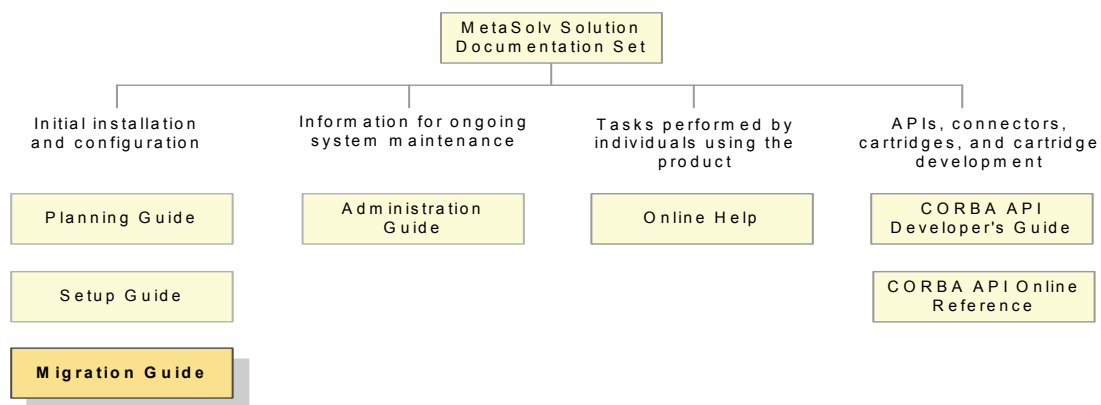 MetaSolv Solution
Documentation Set
Initial installation
and configuration
Information for ongoing
system maintenance
Tasks performed by
individuals using the
product
APIs, connectors,
cartridges, and cartridge
development
Planning Guide
Administration
Guide
Online Help
CORBA API
Developer's Guide
Setup Guide
CORBA API Online
Reference
Migration Guide